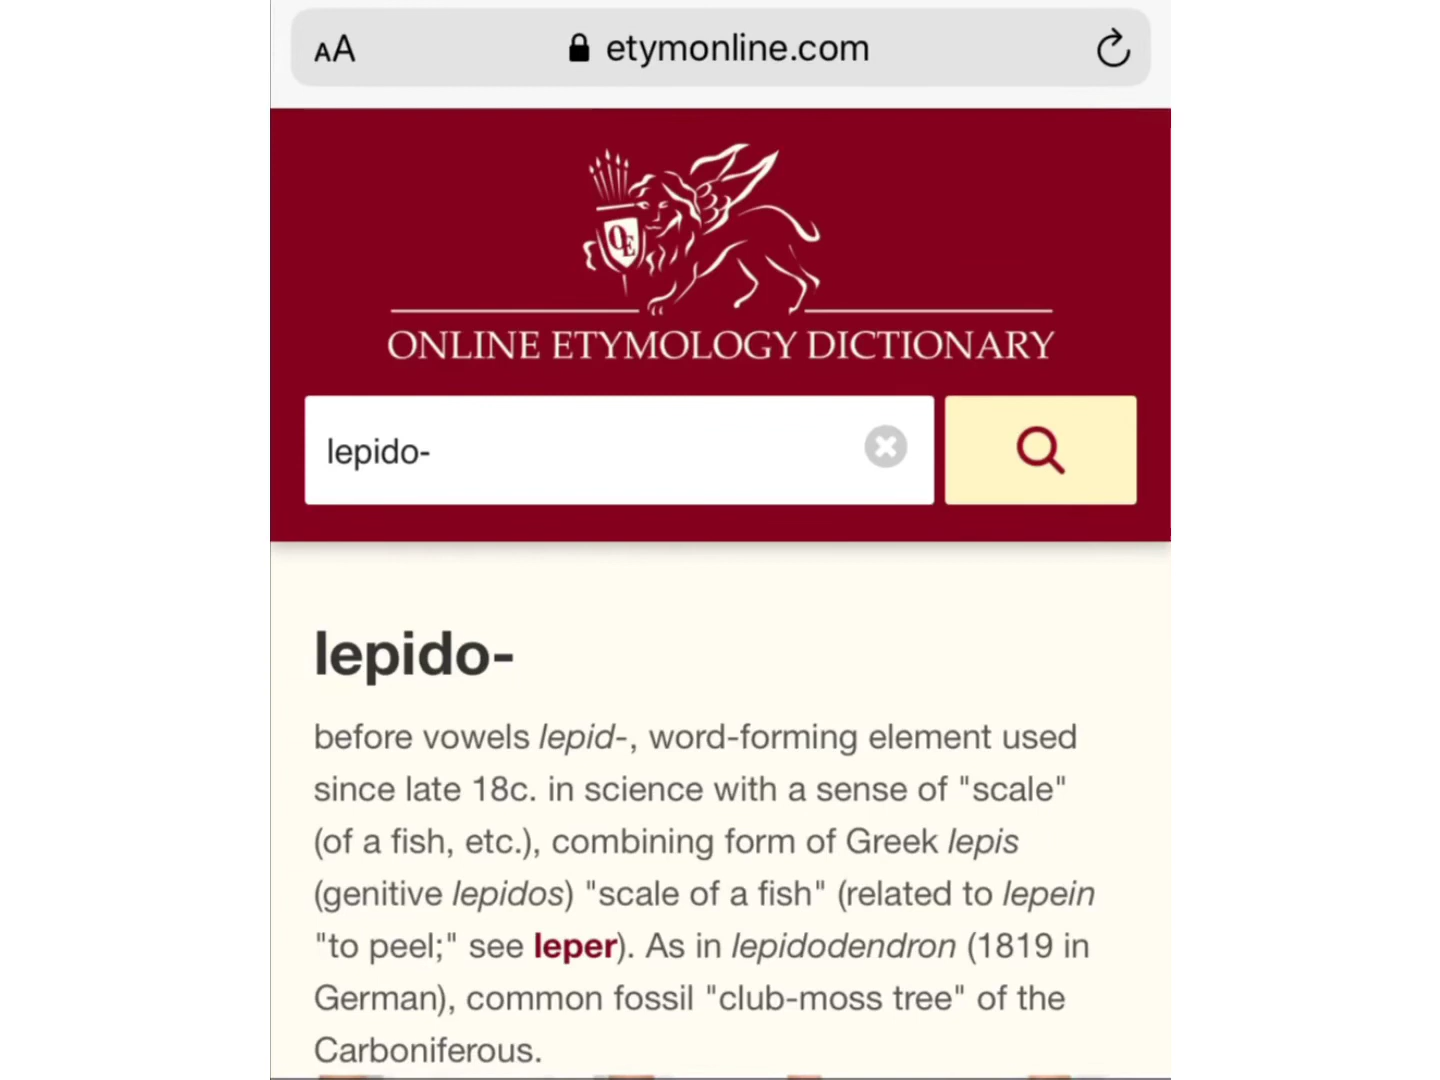 AA etymonline.com
OE
ONLINE ETYMOLOGY DICTIONARY
lepido-
lepido-
before vowels lepid-, word-forming element used
since late 18c. in science with a sense of "scale"
(of a fish, etc.), combining form of Greek lepis
(genitive lepidos) "scale of a fish" (related to lepein
"to peel;" see leper). As in lepidodendron (1819 in
German), common fossil "club-moss tree" of the
Carboniferous.